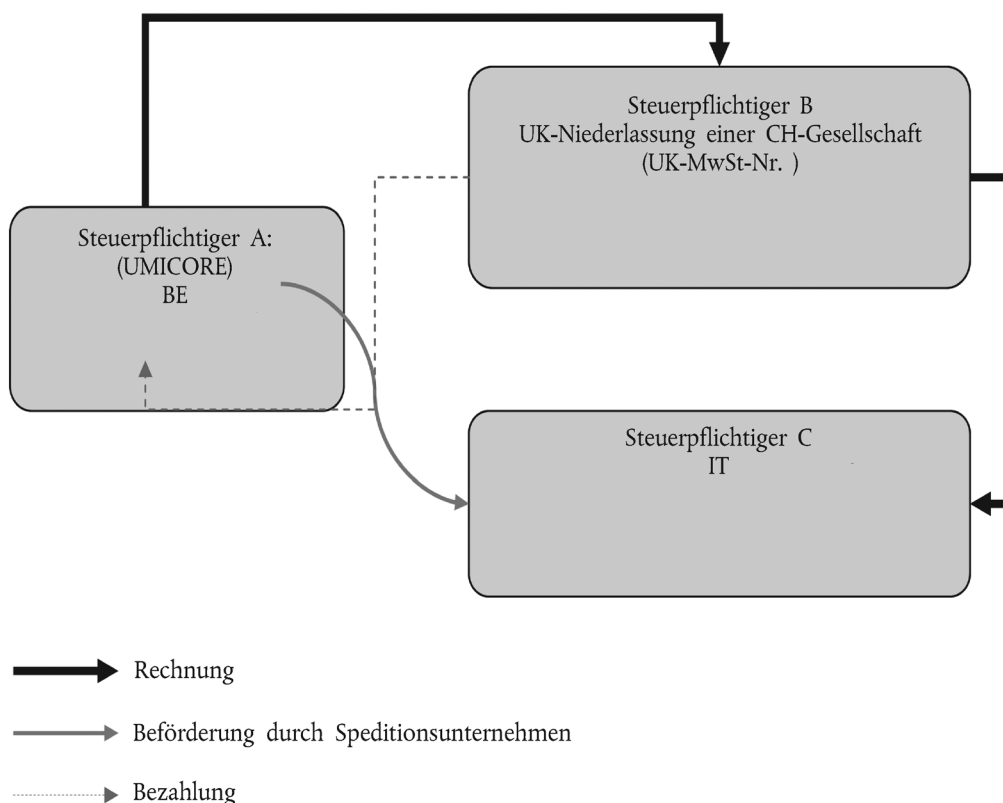 Steuerpflichtiger B
UK-Niederlassung einer CH-Gesellschaft
(UK-MwSt-Nr. )
Steuerpflichtiger A:
(UMICORE)
BE
Steuerpflichtiger C
IT
Rechnung
Beförderung durch Speditionsunternehmen
Bezahlung